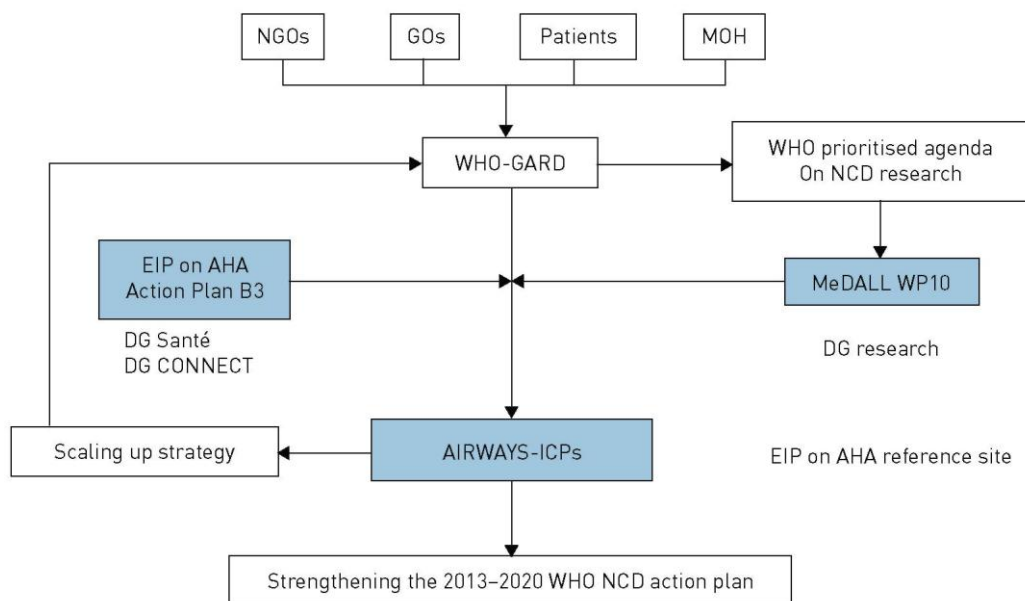 NGOs
GOs
Patients
MOH
WHO-GARD
WHO prioritised agenda
On NCD research
EIP on AHA
Action Plan B3
MeDALL WP10
DG Santé
DG CONNECT
DG research
Scaling up strategy
AIRWAYS-ICPs
EIP on AHA reference site
Strengthening the 2013–2020 WHO NCD action plan